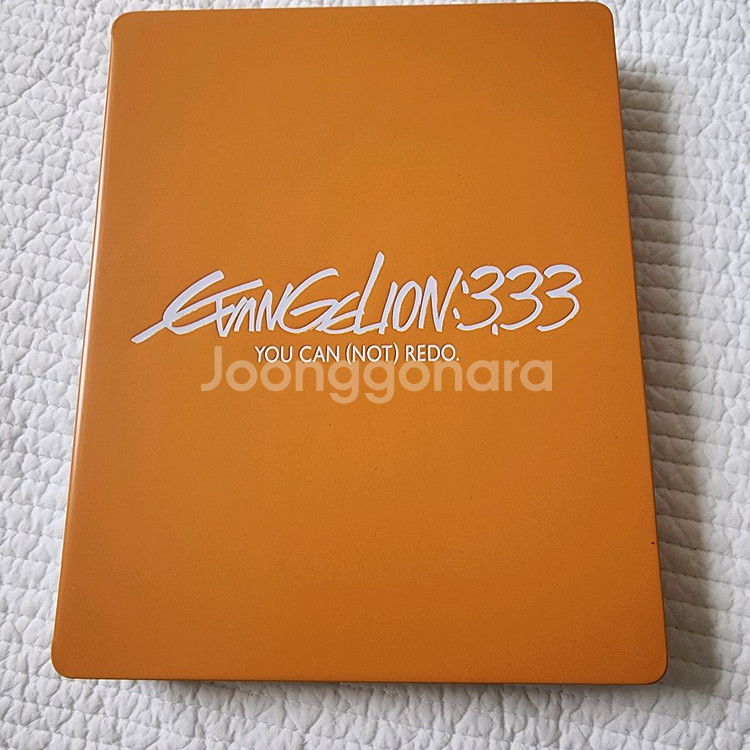 EVANGELION:3.33
YOU CAN (NOT) REDO.
Joonggonara